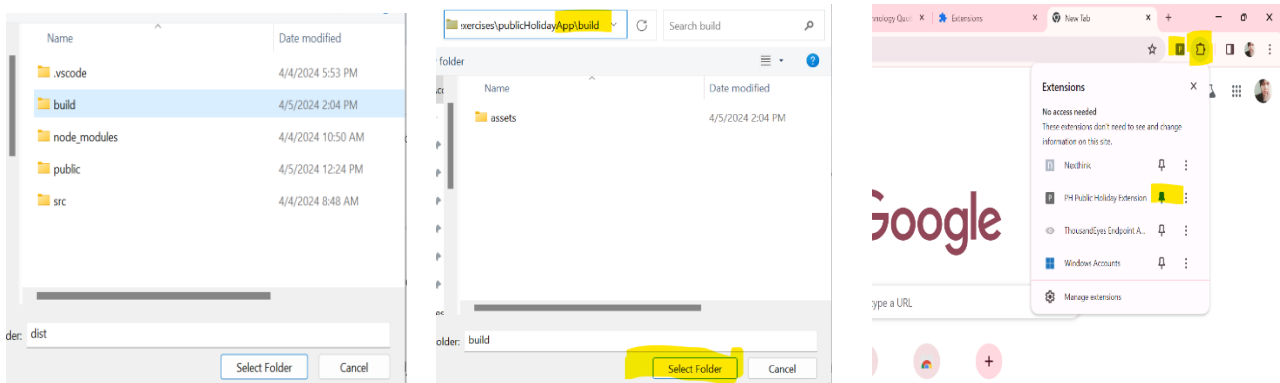 Name Date modified
.vscode 4/4/2024 5:53 PM
build 4/5/2024 2:04 PM
node_modules 4/4/2024 10:50 AM
public 4/5/2024 12:24 PM
src 4/4/2024 8:48 AM
der: dist
Select Folder Cancel
exercises\publicHolidayApp\build Search build
folder
Name Date modified
assets 4/5/2024 2:04 PM
older: build
Select Folder Cancel
nology Quot Extensions New Tab
Extensions
No access needed
These extensions don't need to see and change
information on this site.
Nexthink
PH Public Holiday Extension
ThousandEyes Endpoint A...
Windows Accounts
Manage extensions
Google
type a URL